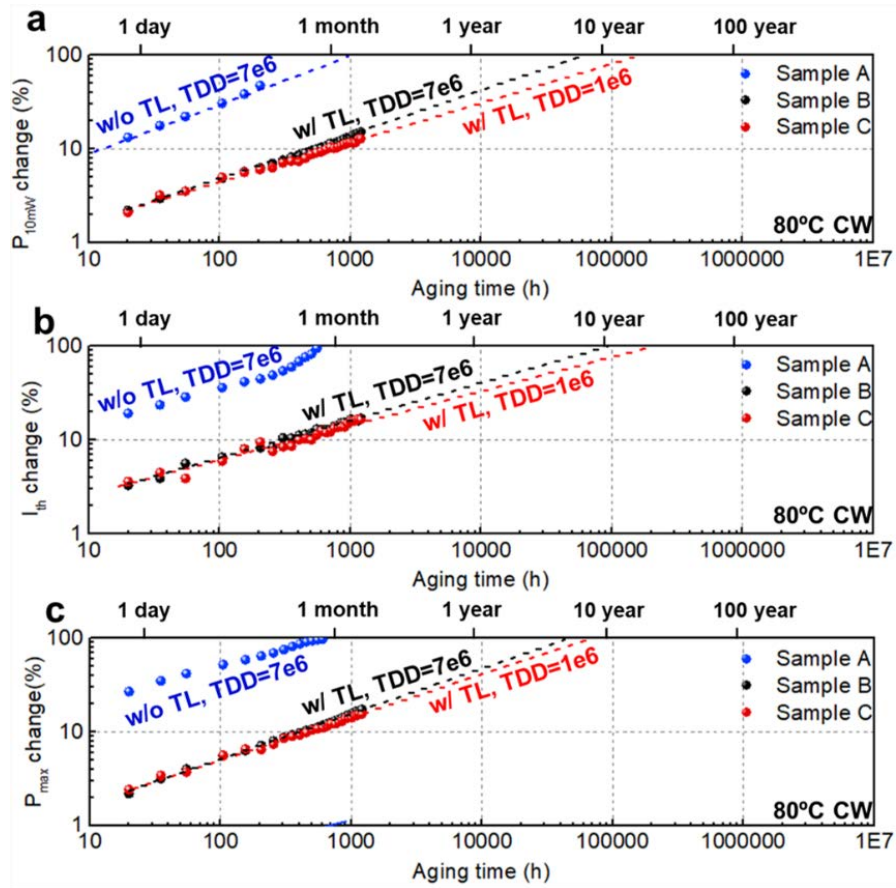 a
1 day 1 month 1 year 10 year 100 year
100
10
1
P10mW change (%)
w/o TL, TDD=7e6
w/ TL, TDD=7e6
w/ TL, TDD=1e6
Sample A
Sample B
Sample C
80ºC CW
10 100 1000 10000 100000 1000000 1E7
Aging time (h)
b
1 day 1 month 1 year 10 year 100 year
100
10
1
Ith change (%)
w/o TL, TDD=7e6
w/ TL, TDD=7e6
w/ TL, TDD=1e6
Sample A
Sample B
Sample C
80ºC CW
10 100 1000 10000 100000 1000000 1E7
Aging time (h)
c
1 day 1 month 1 year 10 year 100 year
100
10
1
Pmax change(%)
w/o TL, TDD=7e6
w/ TL, TDD=7e6
w/ TL, TDD=1e6
Sample A
Sample B
Sample C
80ºC CW
10 100 1000 10000 100000 1000000 1E7
Aging time (h)